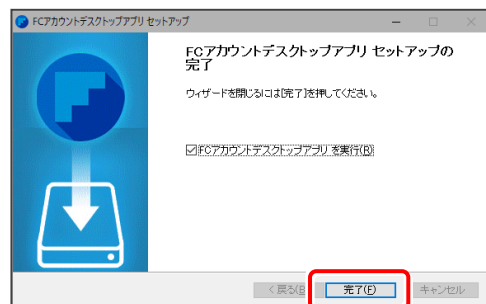 FCアカウントデスクトップアプリ セットアップ
FCアカウントデスクトップアプリ セットアップの
完了
ウィザードを閉じるには[完了]を押してください。
FCアカウントデスクトップアプリ を実行(R)
< 戻る(B
完了(F)
キャンセル